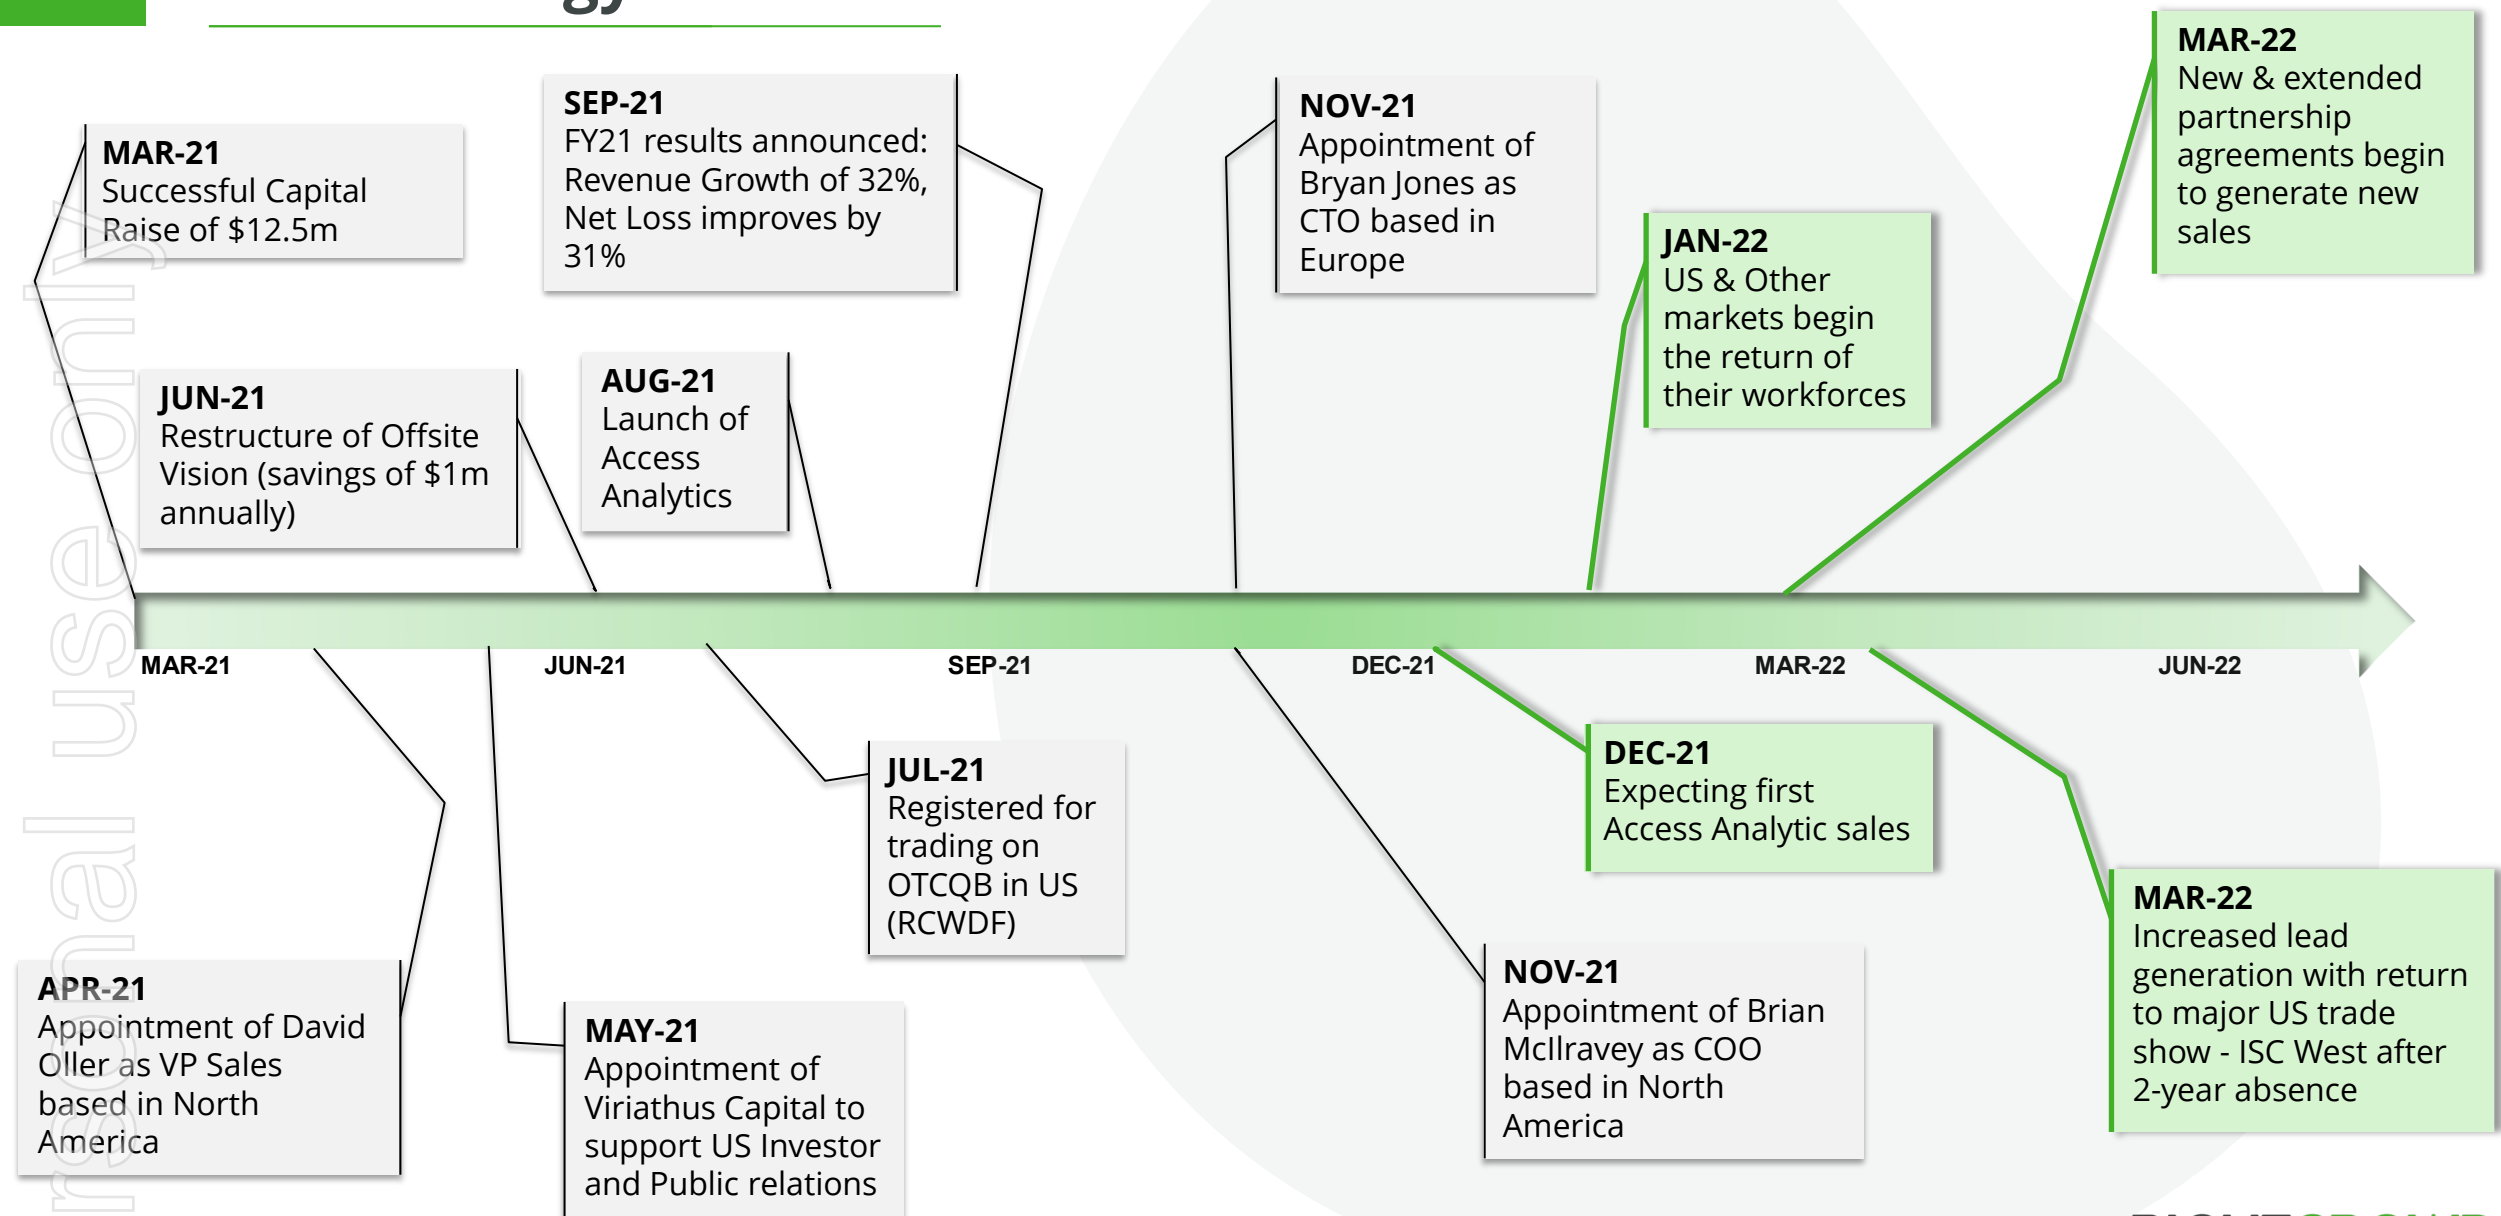 MAR-21
Successful Capital
Raise of $12.5m
SEP-21
FY21 results announced:
Revenue Growth of 32%,
Net Loss improves by
31%
NOV-21
Appointment of
Bryan Jones as
CTO based in
Europe
MAR-22
New & extended
partnership
agreements begin
to generate new
sales
JAN-22
US & Other
markets begin
the return of
their workforces
JUN-21
Restructure of Offsite
Vision (savings of $1m
annually)
AUG-21
Launch of
Access
Analytics
MAR-21
JUN-21
SEP-21
DEC-21
MAR-22
JUN-22
JUL-21
Registered for
trading on
OTCQB in US
(RCWDF)
DEC-21
Expecting first
Access Analytic sales
APR-21
Appointment of David
Oller as VP Sales
based in North
America
MAY-21
Appointment of
Viriathus Capital to
support US Investor
and Public relations
NOV-21
Appointment of Brian
McIlravey as COO
based in North
America
MAR-22
Increased lead
generation with return
to major US trade
show - ISC West after
2-year absence
use only